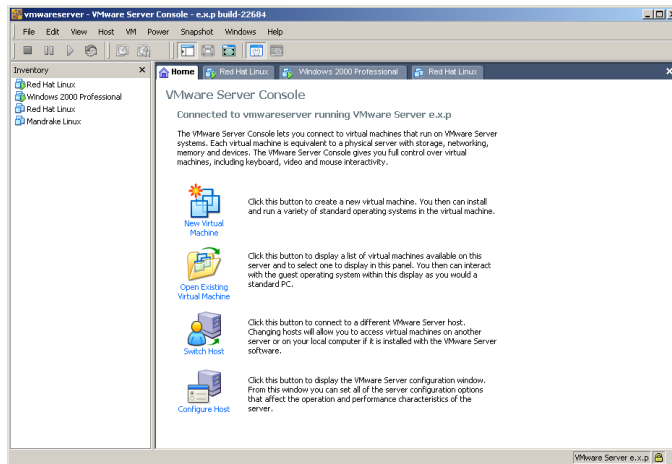 vmwareserver - VMware Server Console - e.x.p build-22684
File Edit View Host VM Power Snapshot Windows Help
Inventory
Red Hat Linux
Windows 2000 Professional
Red Hat Linux
Mandrake Linux
Home Red Hat Linux Windows 2000 Professional Red Hat Linux
VMware Server Console
Connected to vmwareserver running VMware Server e.x.p
The VMware Server Console lets you connect to virtual machines that run on VMware Server
systems. Each virtual machine is equivalent to a physical server with storage, networking,
memory and devices. The VMware Server Console gives you full control over virtual
machines, including keyboard, video and mouse interactivity.
New Virtual
Machine
Click this button to create a new virtual machine. You then can install
and run a variety of standard operating systems in the virtual machine.
Open Existing
Virtual Machine
Click this button to display a list of virtual machines available on this
server and to select one to display in this panel. You then can interact
with the guest operating system within this display as you would a
standard PC.
Switch Host
Click this button to connect to a different VMware Server host.
Changing hosts will allow you to access virtual machines on another
server or on your local computer if it is installed with the VMware Server
software.
Configure Host
Click this button to display the VMware Server configuration window.
From this window you can set all of the server configuration options
that affect the operation and performance characteristics of the
server.
VMware Server e.x.p